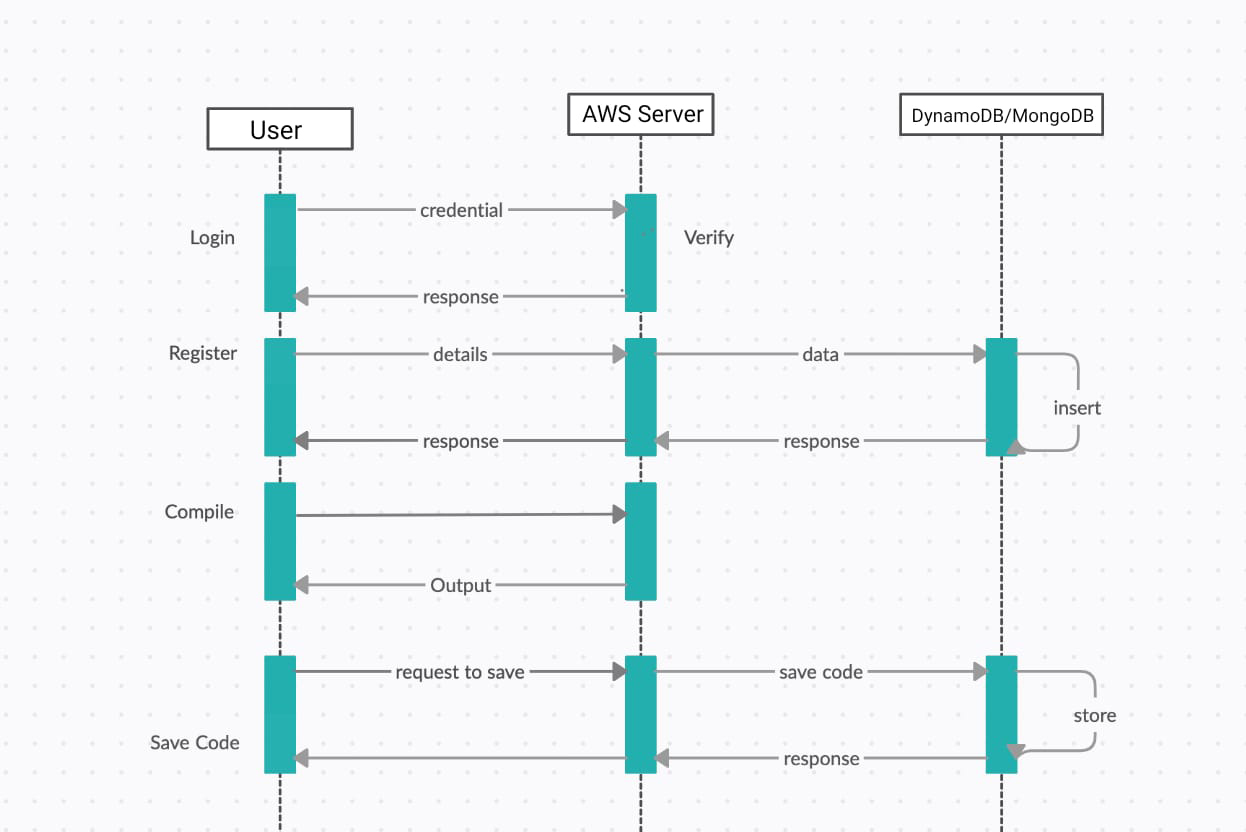 User
AWS Server
DynamoDB/MongoDB
credential
Login
Verify
response
Register
details
data
insert
response
response
Compile
Output
request to save
save code
store
Save Code
response